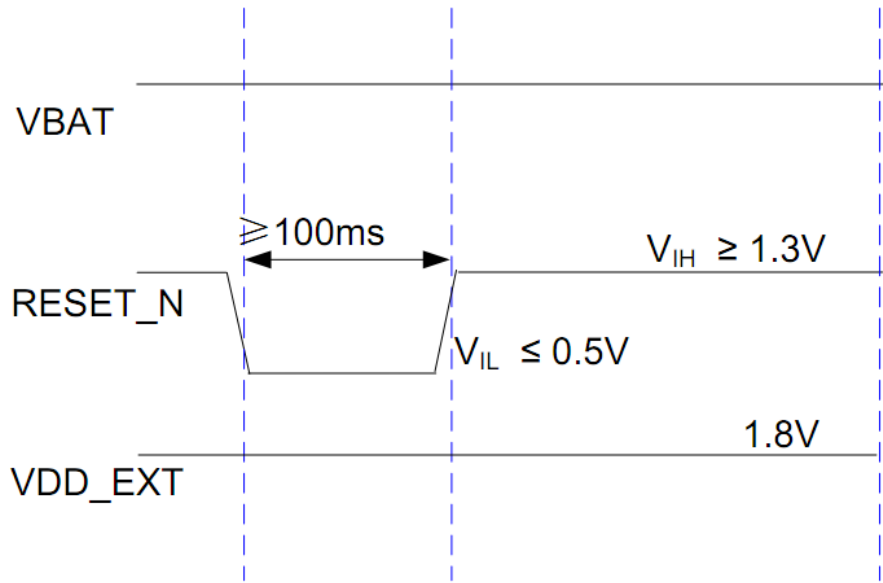 VBAT
≥ 100ms
V_IH ≥ 1.3V
RESET_N
V_IL ≤ 0.5V
1.8V
VDD_EXT